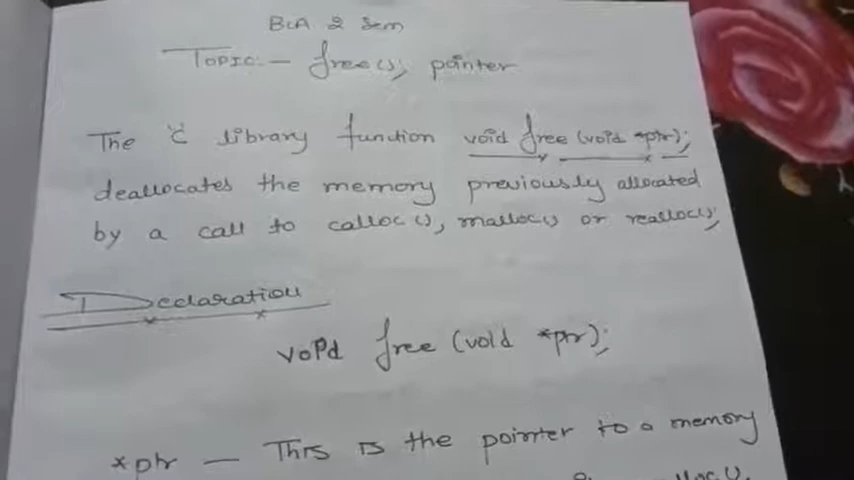 BCA 2 Sem
Topic:- free(); pointer
The 'C' library function void free (void *ptr);
deallocates the memory previously allocated
by a call to calloc(), malloc() or realloc();
Declaration
void free (void *ptr);
*ptr — This is the pointer to a memory